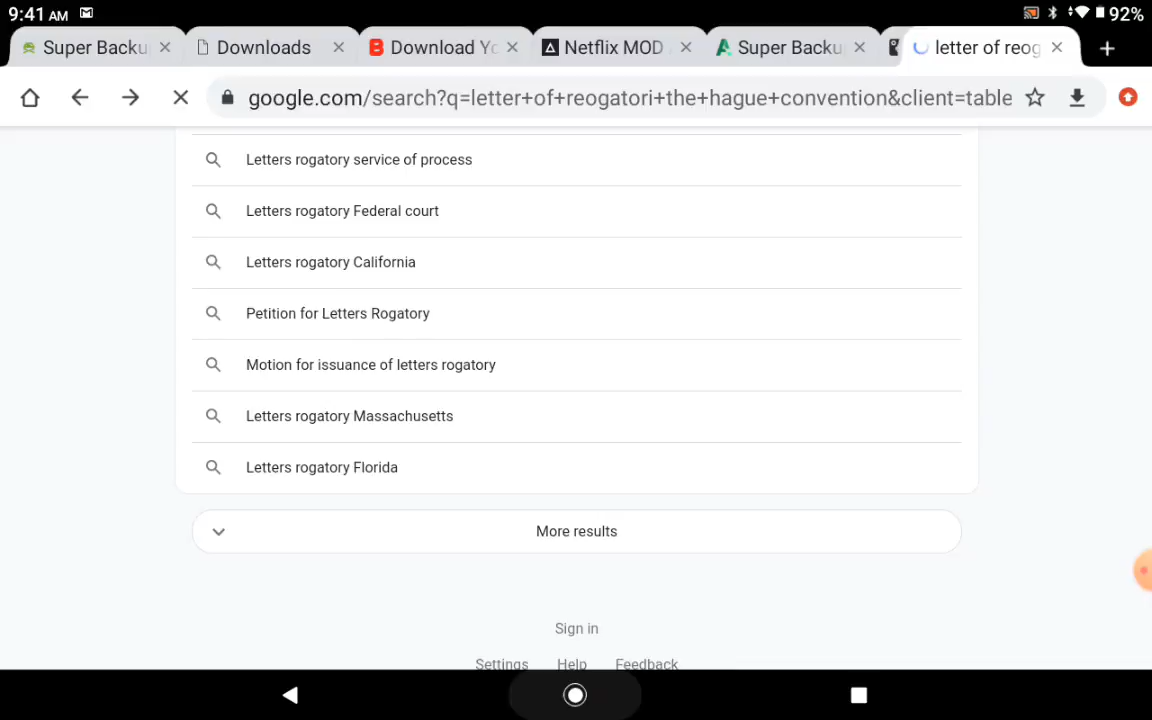 9:41 AM 92%
Super Backu Downloads Download Yo Netflix MOD Super Backu letter of reog
google.com/search?q=letter+of+reogatori+the+hague+convention&client=table
Letters rogatory service of process
Letters rogatory Federal court
Letters rogatory California
Petition for Letters Rogatory
Motion for issuance of letters rogatory
Letters rogatory Massachusetts
Letters rogatory Florida
More results
Sign in
Settings Help Feedback